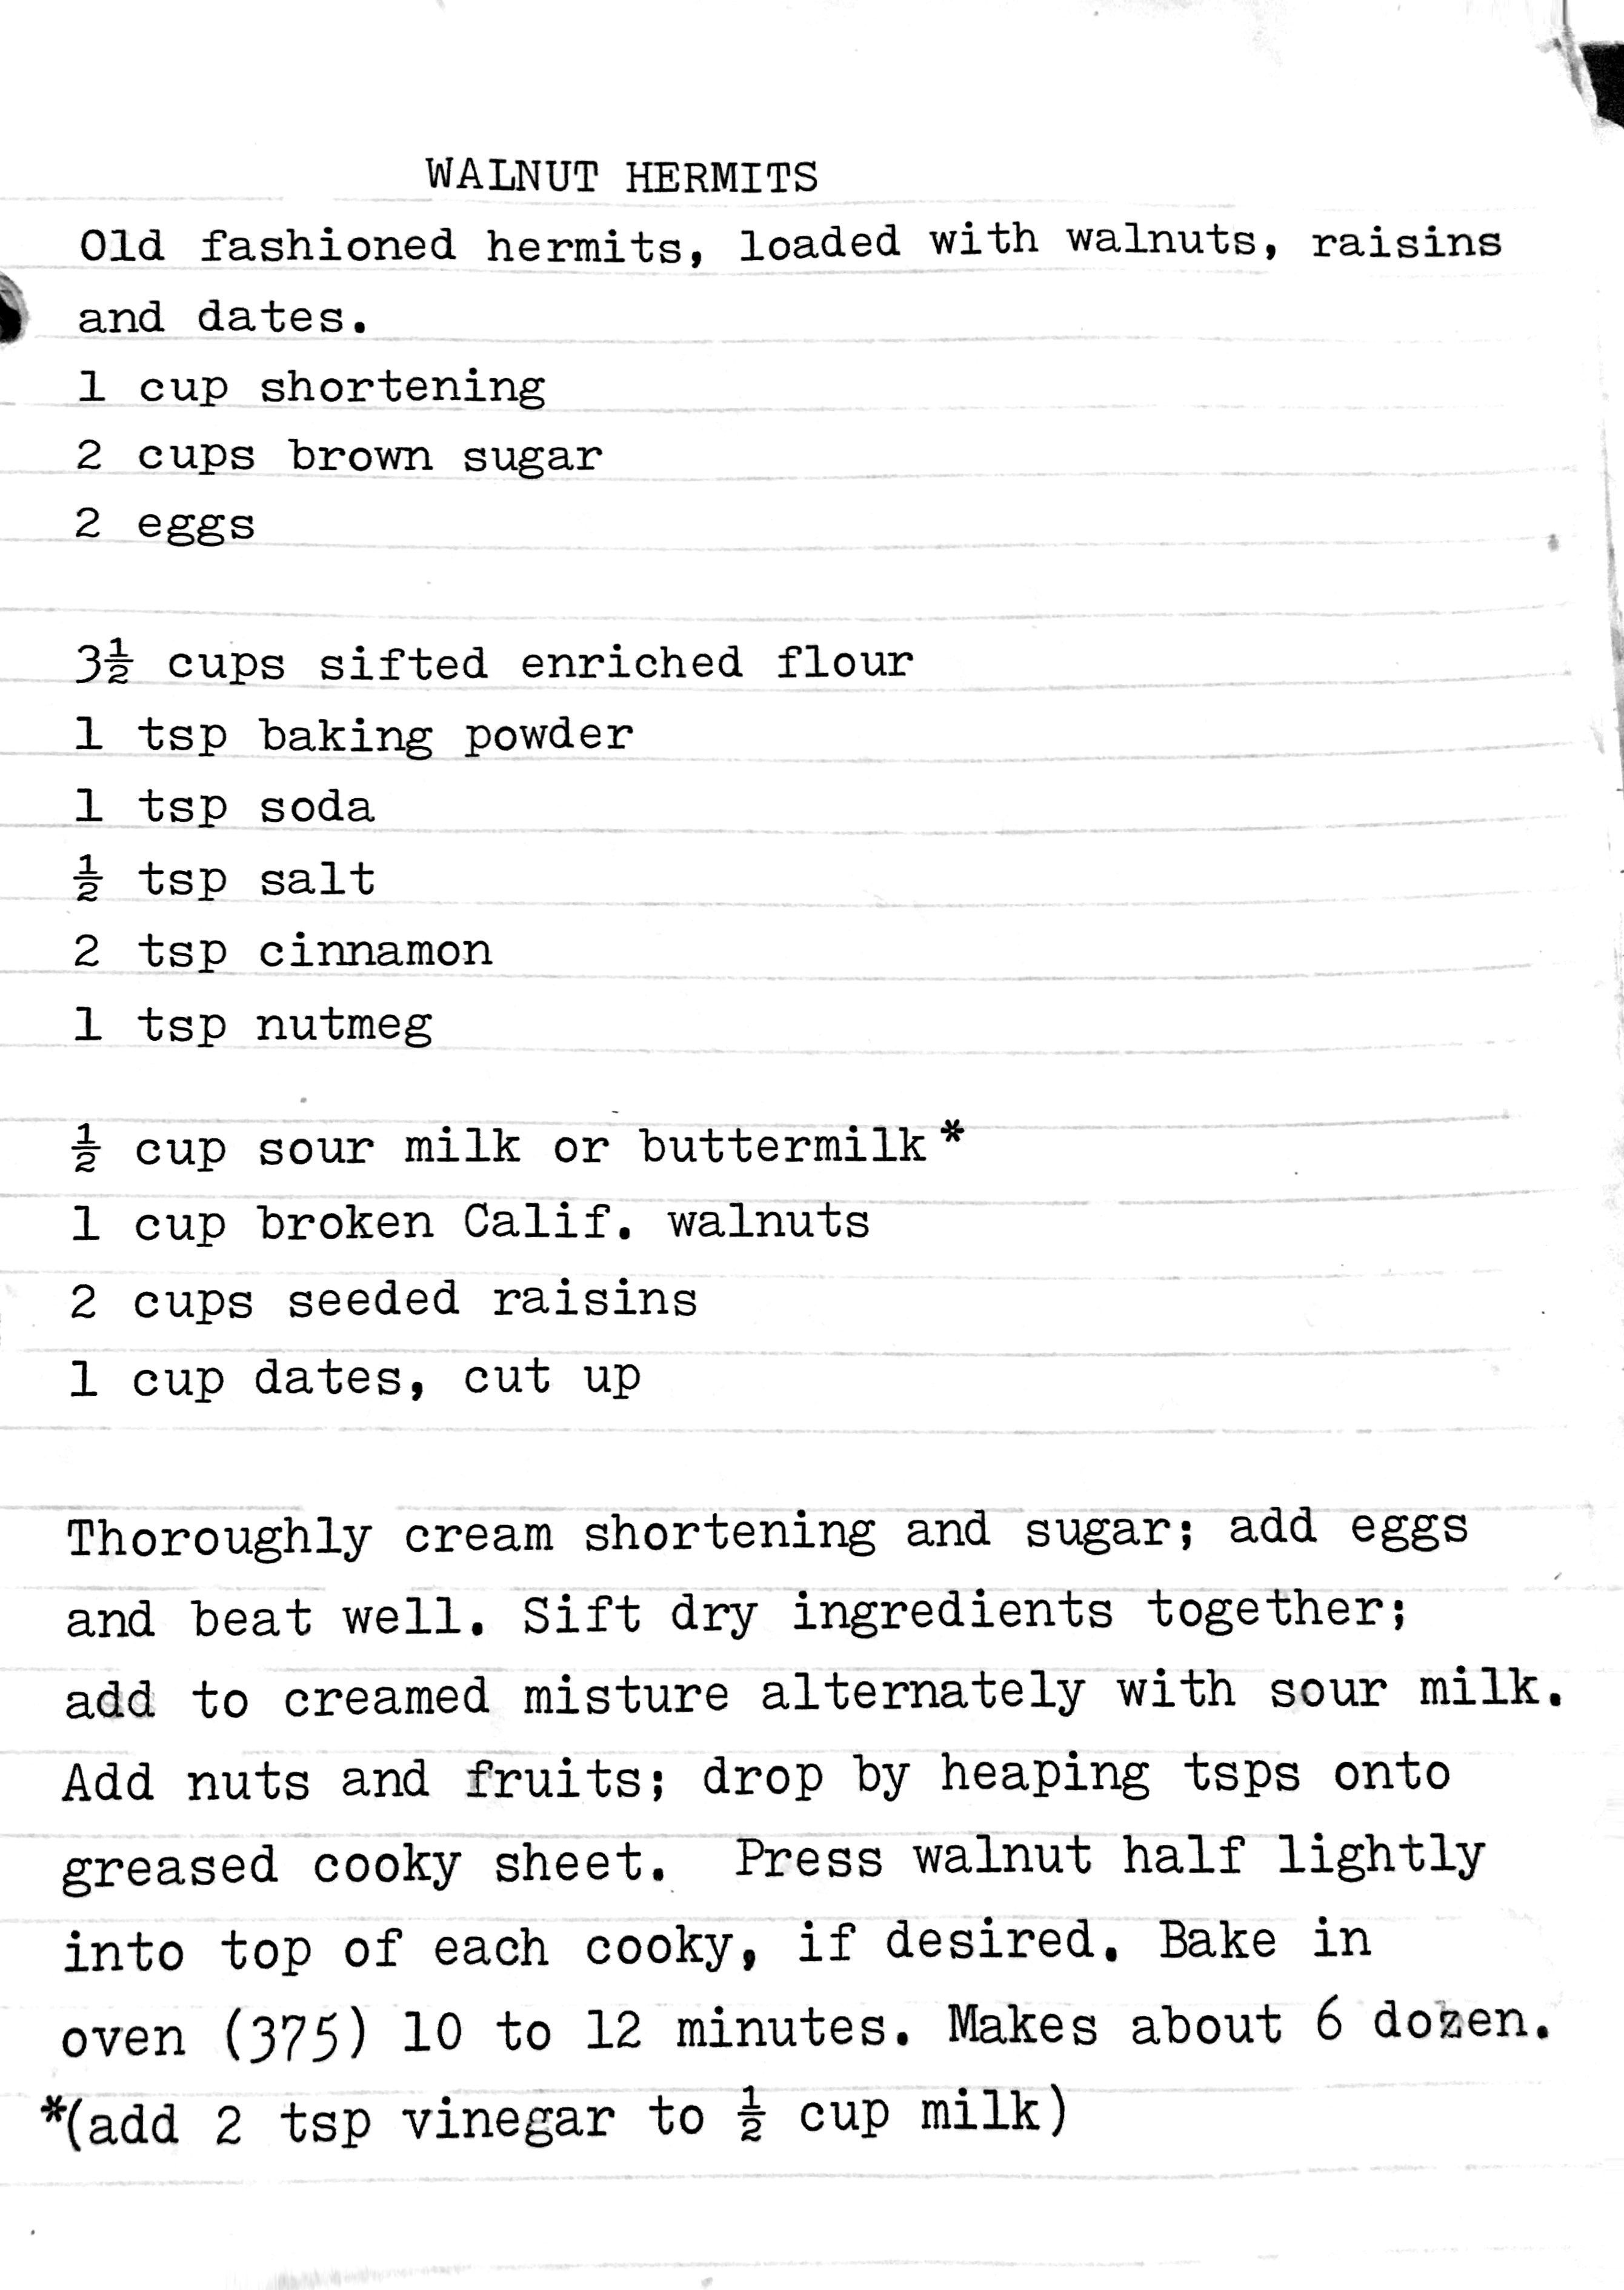 WALNUT HERMITS
Old fashioned hermits, loaded with walnuts, raisins
and dates.
1 cup shortening
2 cups brown sugar
2 eggs
3½ cups sifted enriched flour
1 tsp baking powder
1 tsp soda
½ tsp salt
2 tsp cinnamon
1 tsp nutmeg
½ cup sour milk or buttermilk*
1 cup broken Calif. walnuts
2 cups seeded raisins
1 cup dates, cut up
Thoroughly cream shortening and sugar; add eggs
and beat well. Sift dry ingredients together;
add to creamed misture alternately with sour milk.
Add nuts and fruits; drop by heaping tsps onto
greased cooky sheet. Press walnut half lightly
into top of each cooky, if desired. Bake in
oven (375) 10 to 12 minutes. Makes about 6 dozen.
*(add 2 tsp vinegar to ½ cup milk)